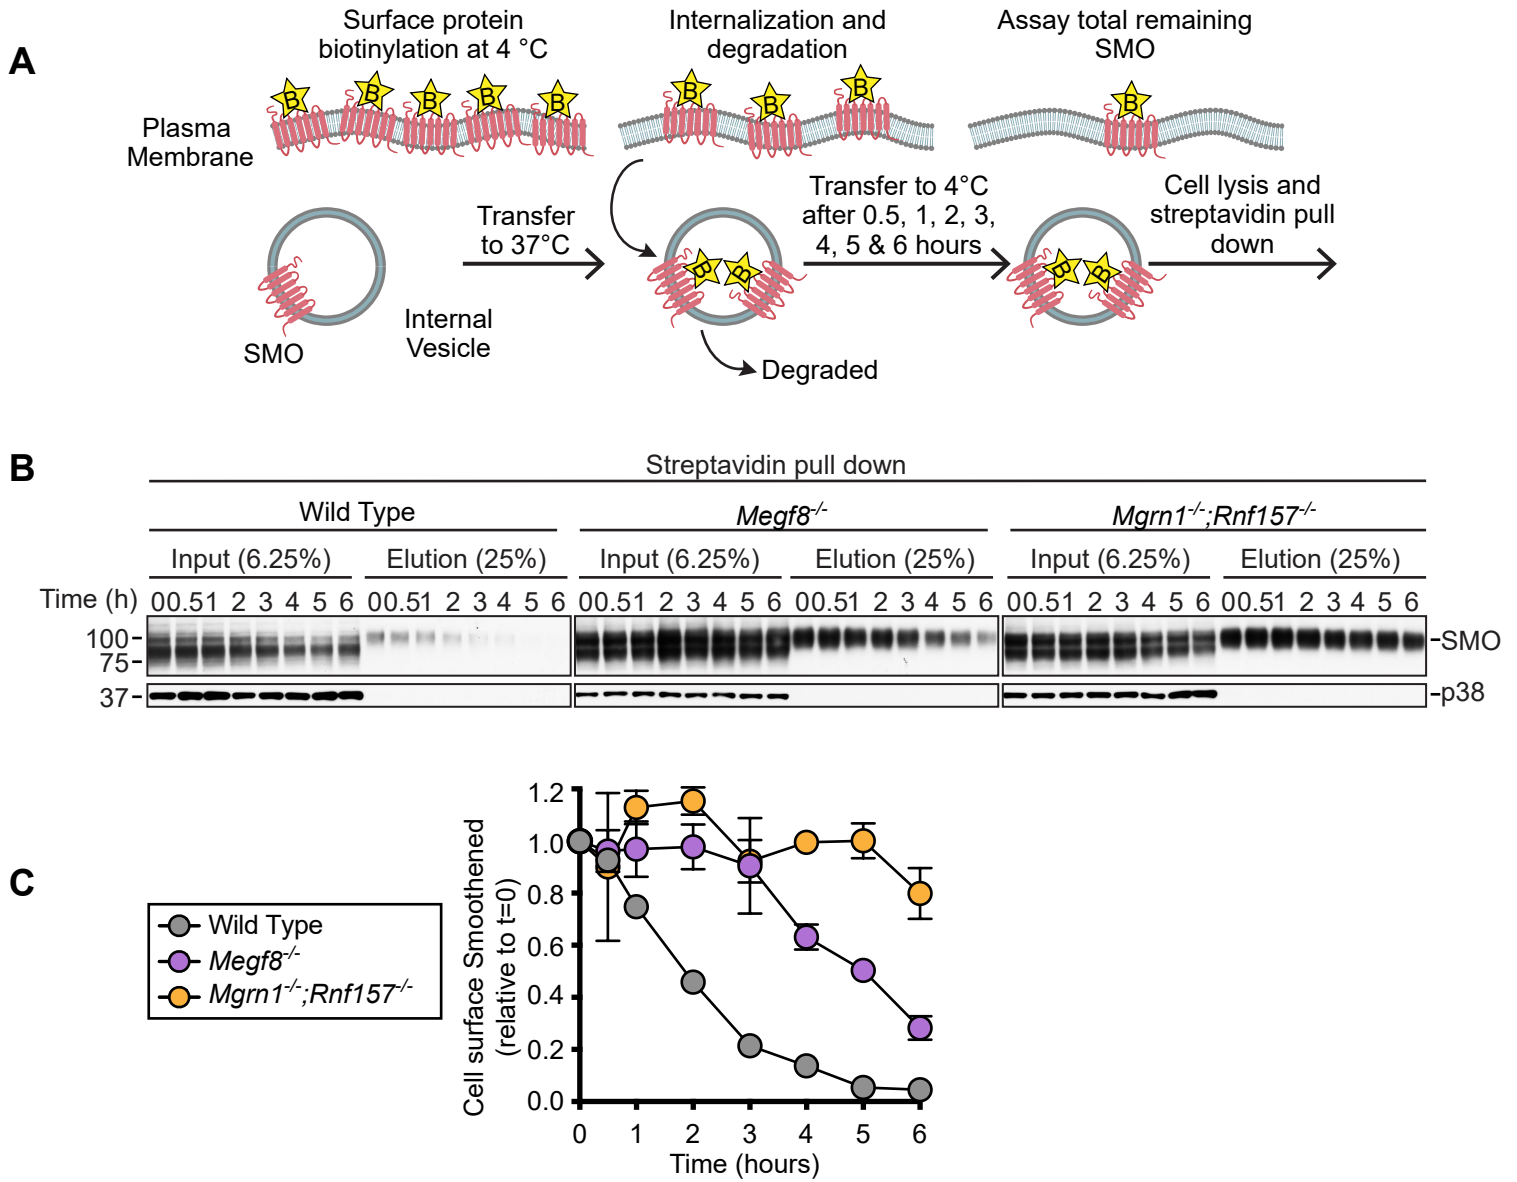 A
Surface protein
biotinylation at 4 °C
Internalization and
degradation
Assay total remaining
SMO
B B B B B
B B B
B
Plasma
Membrane
Transfer
to 37°C
Transfer to 4°C
after 0.5, 1, 2, 3,
4, 5 & 6 hours
Cell lysis and
streptavidin pull
down
B B
B B
Internal
Vesicle
SMO
Degraded
B
Streptavidin pull down
Wild Type
Megf8-/-
Mgrn1-/-;Rnf157-/-
Input (6.25%) Elution (25%) Input (6.25%) Elution (25%) Input (6.25%) Elution (25%)
Time (h) 0 0.5 1 2 3 4 5 6 0 0.5 1 2 3 4 5 6 0 0.5 1 2 3 4 5 6 0 0.5 1 2 3 4 5 6 0 0.5 1 2 3 4 5 6 0 0.5 1 2 3 4 5 6
100
75
SMO
37
p38
C
Wild Type
Megf8-/-
Mgrn1-/-;Rnf157-/-
Cell surface Smoothened
(relative to t=0)
1.2
1.0
0.8
0.6
0.4
0.2
0.0
0 1 2 3 4 5 6
Time (hours)